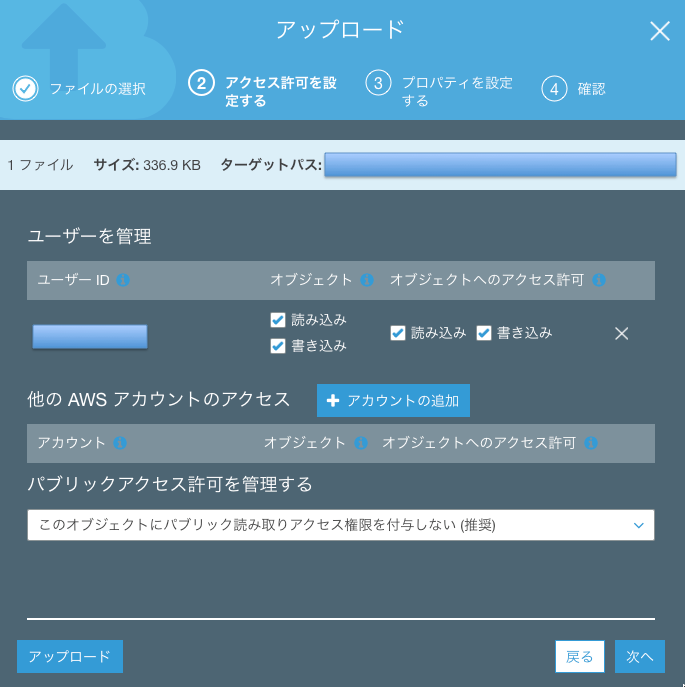 アップロード
ファイルの選択
2 アクセス許可を設
定する
3 プロパティを設定
する
4 確認
1 ファイル サイズ: 336.9 KB ターゲットパス:
ユーザーを管理
ユーザー ID オブジェクト オブジェクトへのアクセス許可
読み込み
書き込み
読み込み 書き込み
他の AWS アカウントのアクセス
アカウントの追加
アカウント オブジェクト オブジェクトへのアクセス許可
パブリックアクセス許可を管理する
このオブジェクトにパブリック読み取りアクセス権限を付与しない (推奨)
アップロード 戻る 次へ